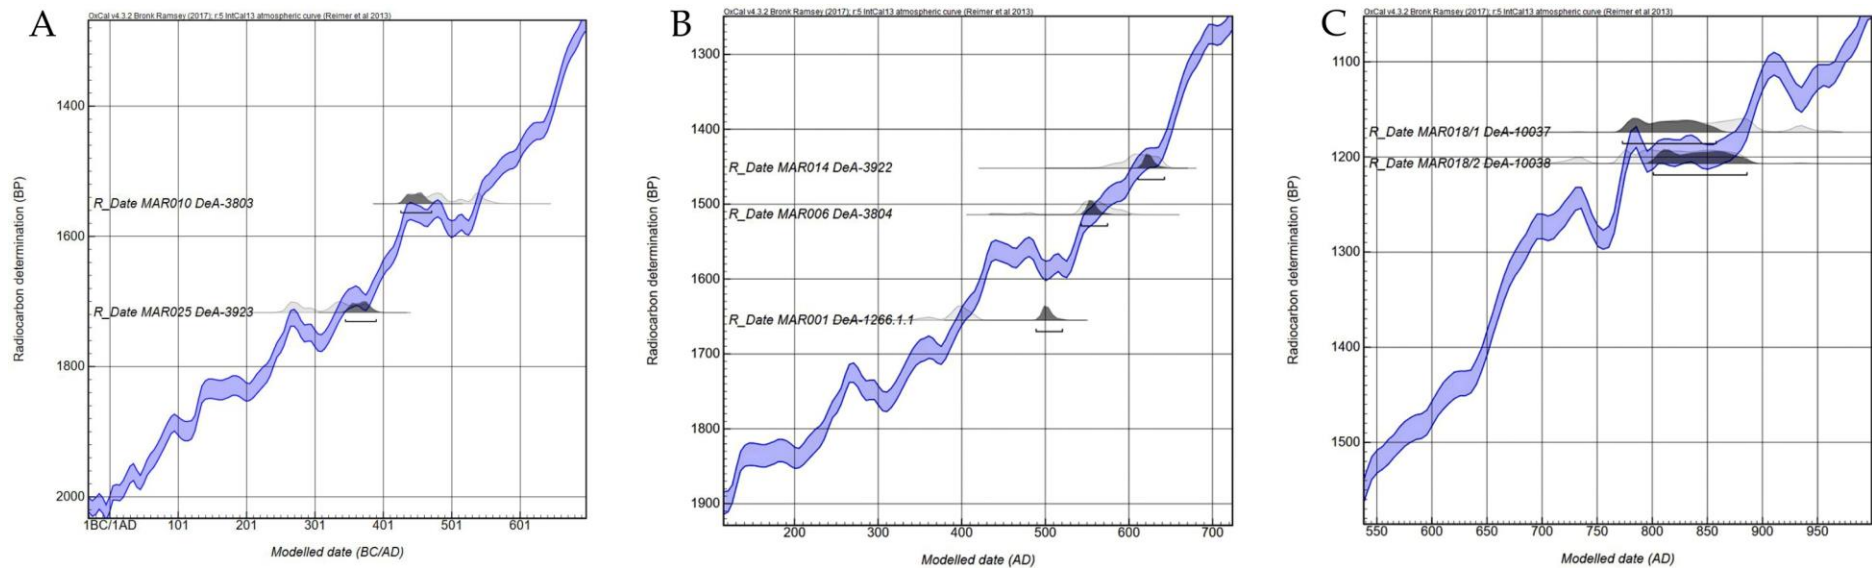 A
OxCal v4.3.2 Bronk Ramsey (2017); r:5 IntCal13 atmospheric curve (Reimer et al 2013)
Radiocarbon determination (BP)
1400
R_Date MAR010 DeA-3803
1600
R_Date MAR025 DeA-3923
1800
2000
1BC/1AD 101 201 301 401 501 601
Modelled date (BC/AD)
B
OxCal v4.3.2 Bronk Ramsey (2017); r:5 IntCal13 atmospheric curve (Reimer et al 2013)
Radiocarbon determination (BP)
1300
1400
R_Date MAR014 DeA-3922
1500
R_Date MAR006 DeA-3804
1600
R_Date MAR001 DeA-1266.1.1
1700
1800
1900
200 300 400 500 600 700
Modelled date (AD)
C
OxCal v4.3.2 Bronk Ramsey (2017); r:5 IntCal13 atmospheric curve (Reimer et al 2013)
Radiocarbon determination (BP)
1100
R_Date MAR018/1 DeA-10037
1200
R_Date MAR018/2 DeA-10038
1300
1400
1500
550 600 650 700 750 800 850 900 950
Modelled date (AD)